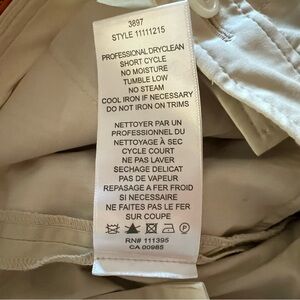 3897
STYLE 11111215
PROFESSIONAL DRYCLEAN
SHORT CYCLE
NO MOISTURE
TUMBLE LOW
NO STEAM
COOL IRON IF NECESSARY
DO NOT IRON ON TRIMS
NETTOYER PAR UN
PROFESSIONNEL DU
NETTOYAGE À SEC
CYCLE COURT
NE PAS LAVER
SECHAGE DELICAT
PAS DE VAPEUR
REPASAGE A FER FROID
SI NECESSAIRE
NE FAITES PAS LE FER
SUR COUPE
P
RN# 111395
CA 00985